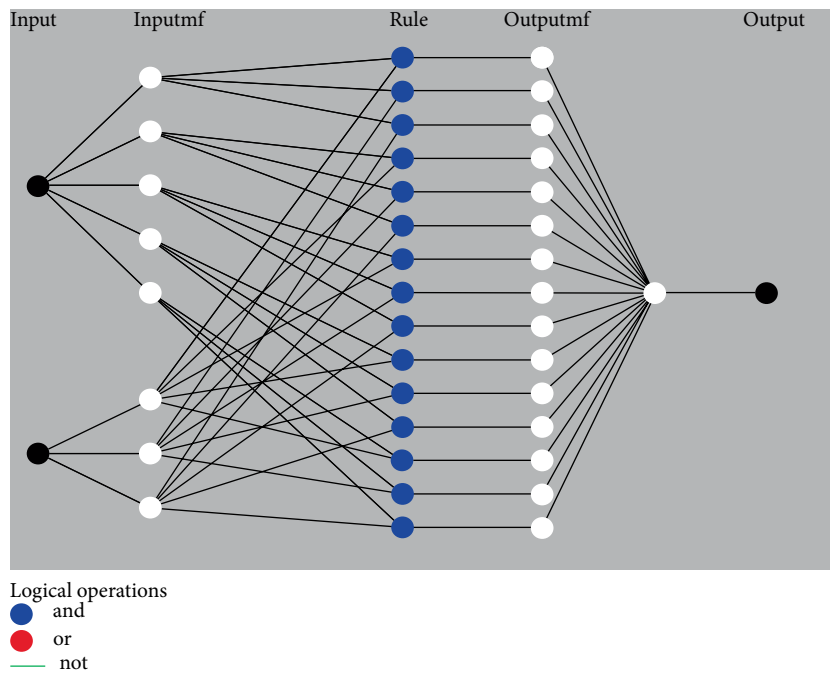 Input Inputmf Rule Outputmf Output
Logical operations
and
or
not